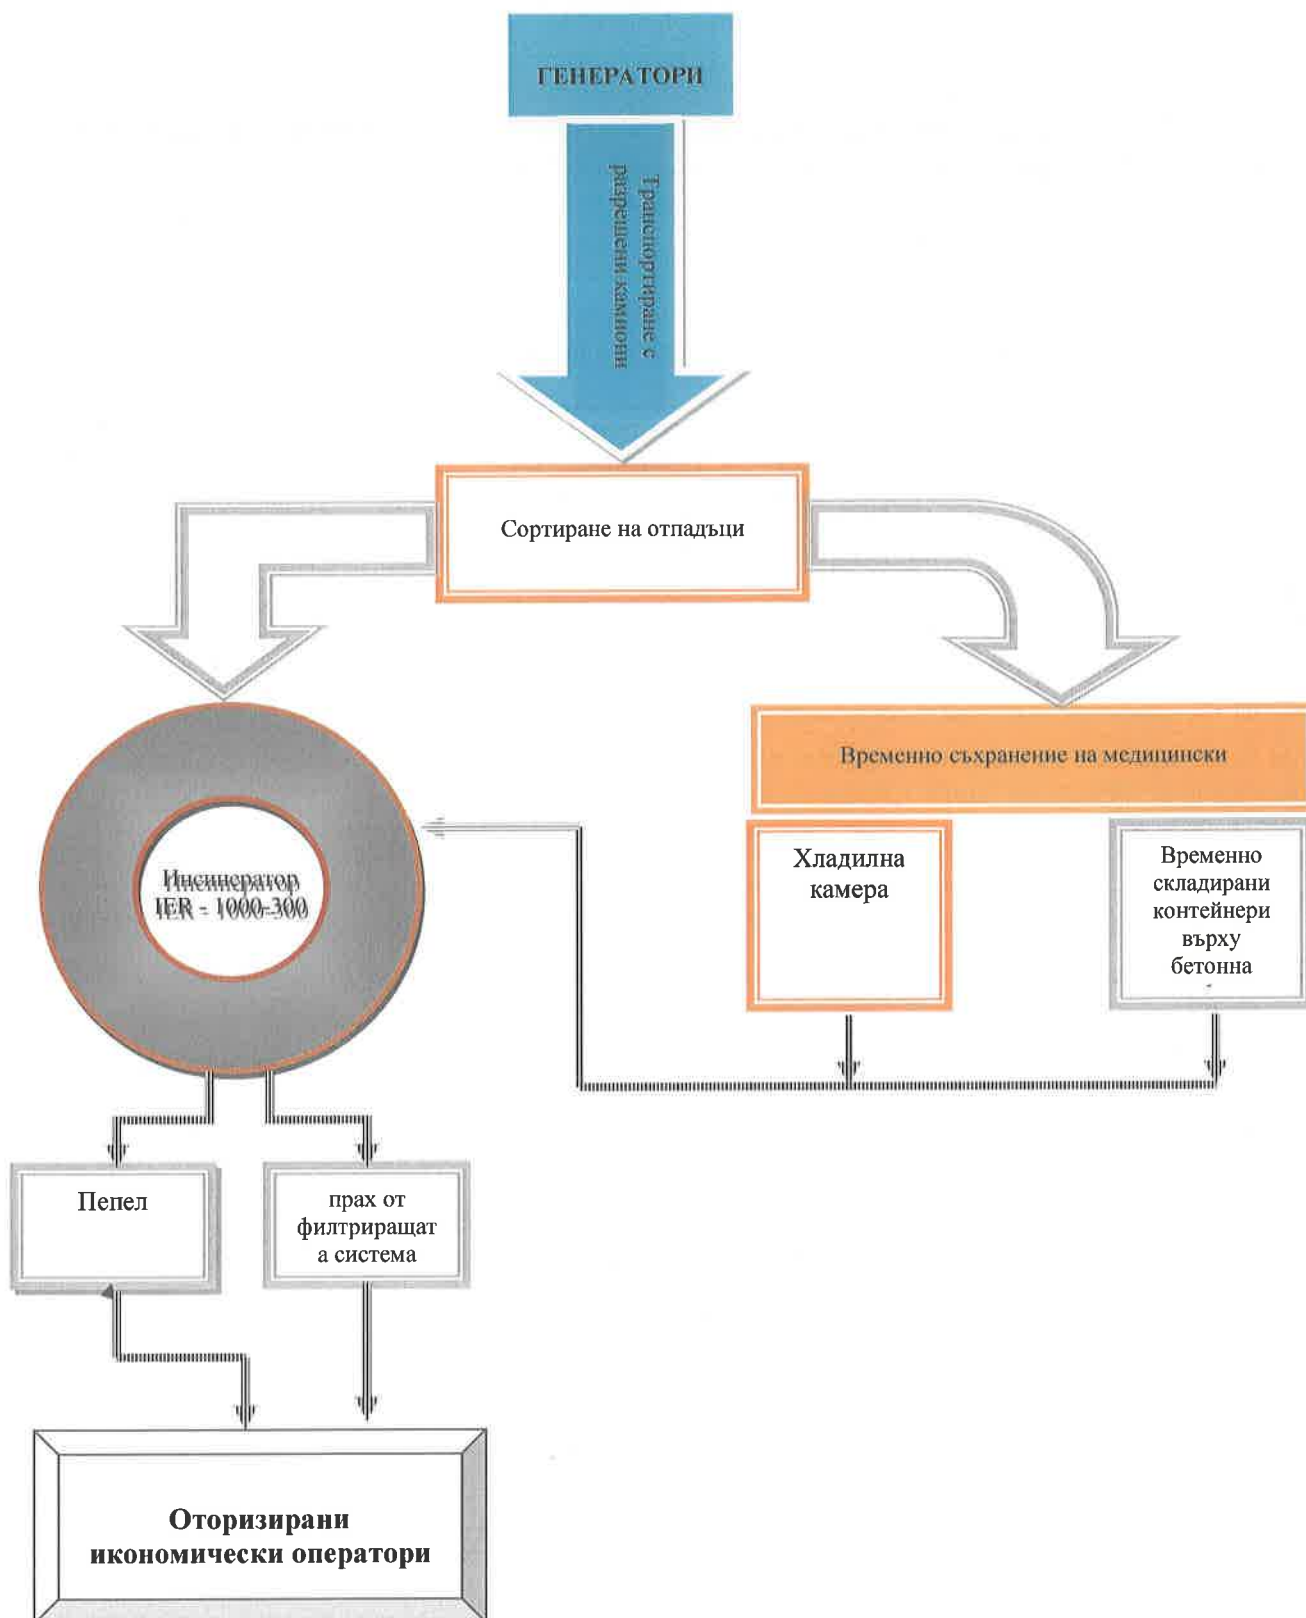 ГЕНЕРАТОРИ
Транспортиране с
разрешени камиони
Сортиране на отпадъци
Временно съхранение на медицински
Инсинератор
IER - 1000-300
Хладилна
камера
Временно
складирани
контейнери
върху
бетонна
Пепел
прах от
филтриращат
а система
Оторизирани
икономически оператори